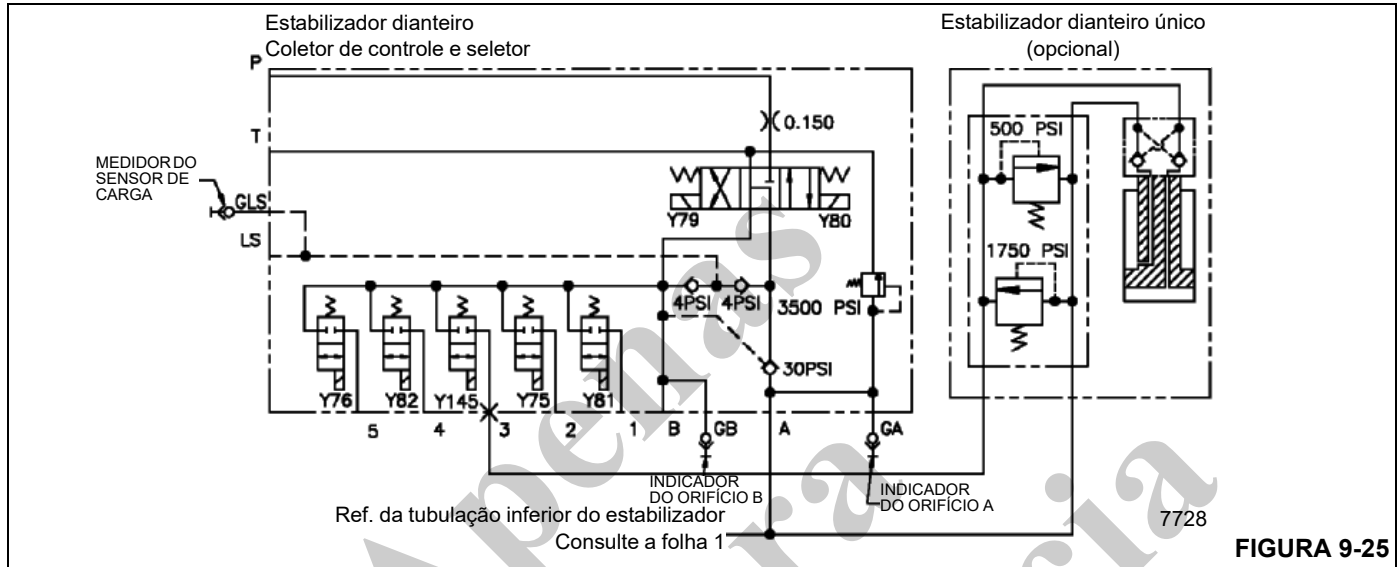 Estabilizador dianteiro
Coletor de controle e seletor
Estabilizador dianteiro único
(opcional)
P
0.150
500 PSI
T
MEDIDOR DO
SENSOR DE
CARGA
GLS
Y79
Y80
LS
1750 PSI
4PSI
4PSI
3500 PSI
30PSI
Y76
Y82
Y145
Y75
Y81
5
4
3
2
1
B
GB
A
GA
INDICADOR
DO ORIFÍCIO B
INDICADOR
DO ORIFÍCIO A
Ref. da tubulação inferior do estabilizador
Consulte a folha 1
7728
FIGURA 9-25
Apenas